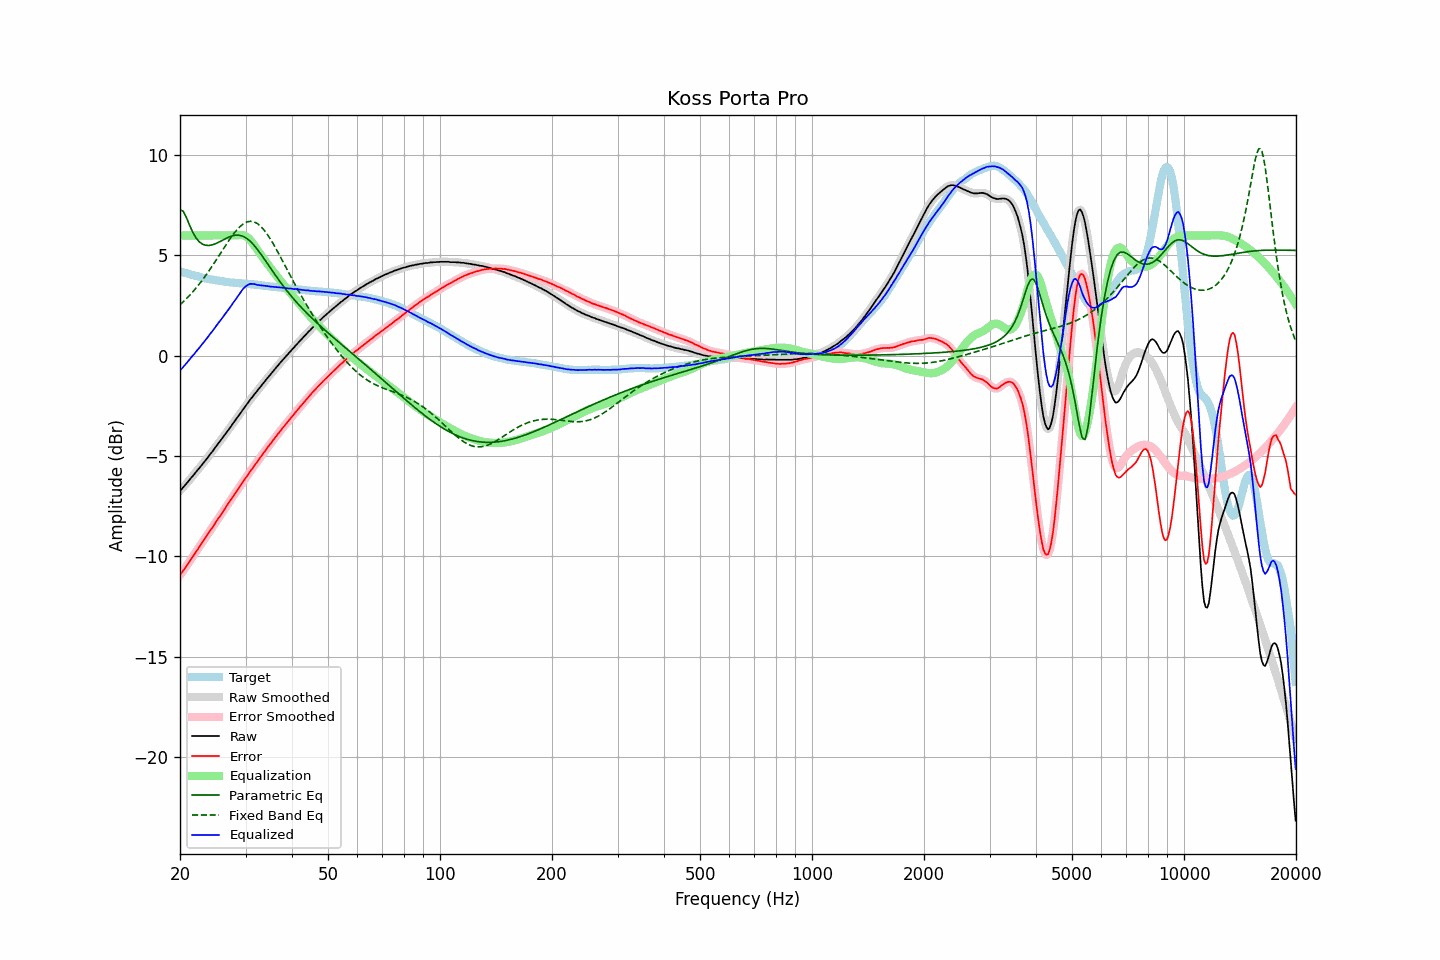 Koss Porta Pro
Amplitude (dBr)
10
5
0
−5
−10
−15
−20
Target
Raw Smoothed
Error Smoothed
Raw
Error
Equalization
Parametric Eq
Fixed Band Eq
Equalized
20 50 100 200 500 1000 2000 5000 10000 20000
Frequency (Hz)